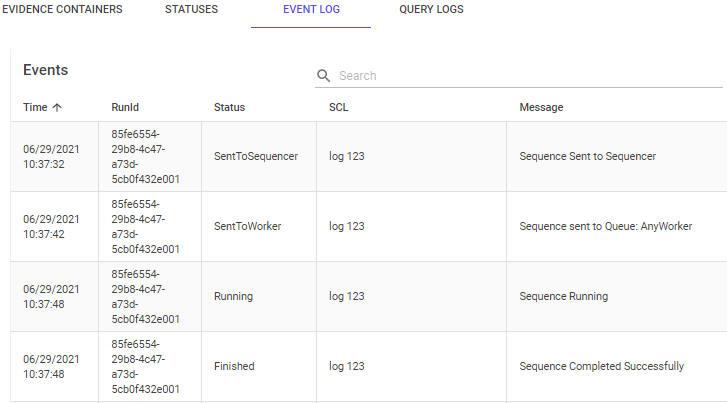 EVIDENCE CONTAINERS STATUSES EVENT LOG QUERY LOGS
Events
Search
Time RunId Status SCL Message
06/29/2021
10:37:32
85fe6554-
29b8-4c47-
a73d-
5cb0f432e001
SentToSequencer
log 123
Sequence Sent to Sequencer
06/29/2021
10:37:42
85fe6554-
29b8-4c47-
a73d-
5cb0f432e001
SentToWorker
log 123
Sequence sent to Queue: AnyWorker
06/29/2021
10:37:48
85fe6554-
29b8-4c47-
a73d-
5cb0f432e001
Running
log 123
Sequence Running
06/29/2021
10:37:48
85fe6554-
29b8-4c47-
a73d-
5cb0f432e001
Finished
log 123
Sequence Completed Successfully